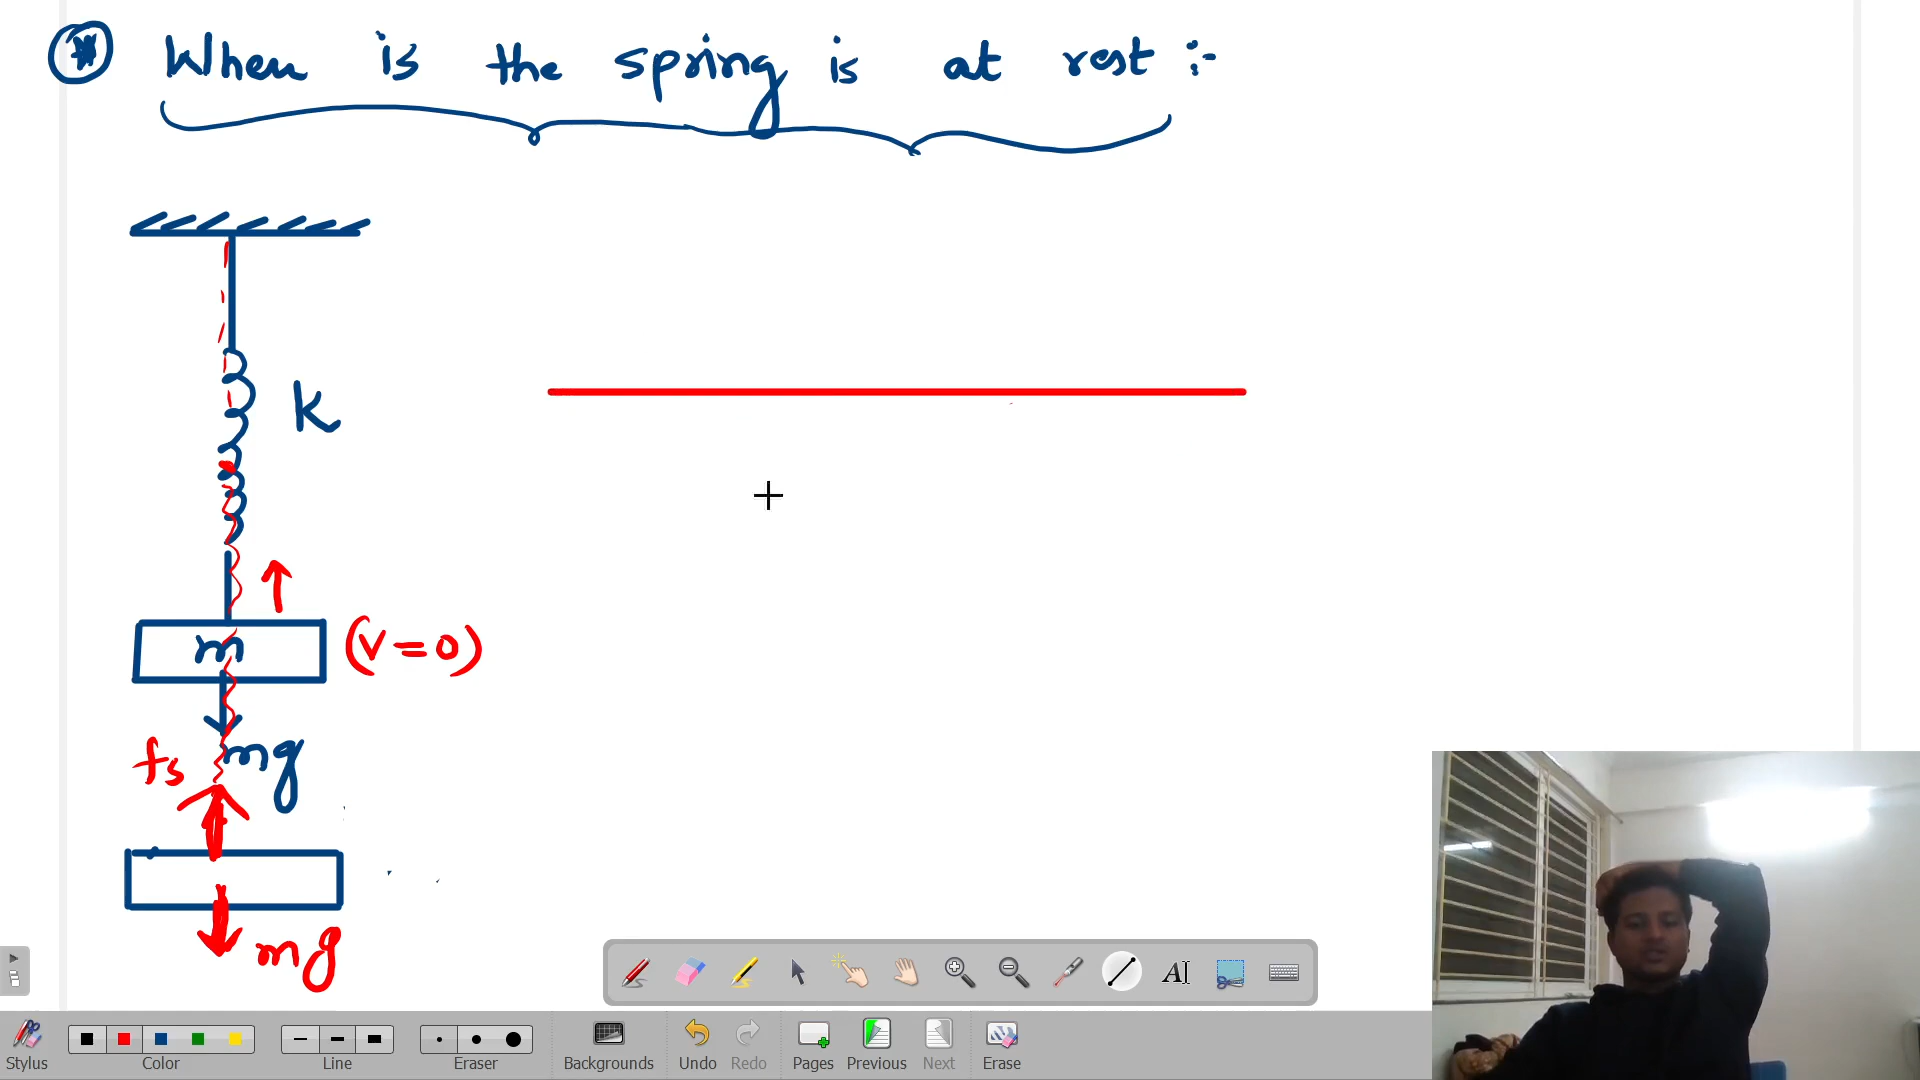 When is the spring is at rest :-
k
m
(v = 0)
fs
mg
mg
AI
Stylus
Color
Line
Eraser
Backgrounds
Undo
Redo
Pages
Previous
Next
Erase